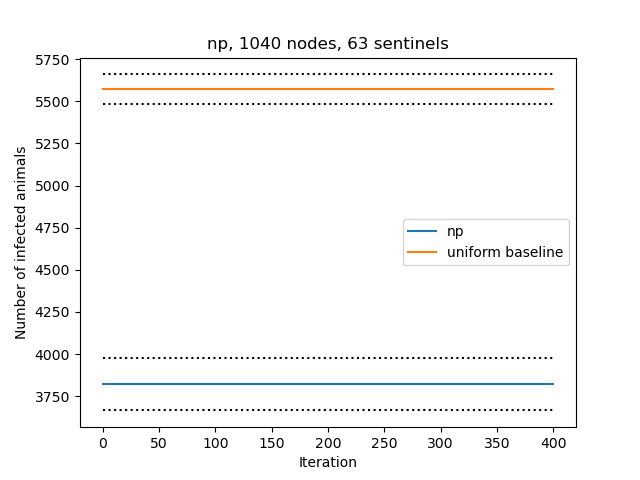 np, 1040 nodes, 63 sentinels
5750
5500
5250
5000
4750
4500
4250
4000
3750
Number of infected animals
np
uniform baseline
0 50 100 150 200 250 300 350 400
Iteration